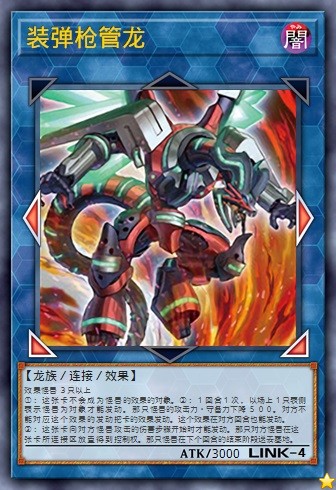 装弹枪管龙
闇
【龙族／连接／效果】
效果怪兽３只以上
①：这张卡不会成为怪兽的效果的对象。②：１回合１次，以场上１只表侧
表示怪兽为对象才能发动。那只怪兽的攻击力·守备力下降５００。对方不
能对应这个效果的发动把卡的效果发动。这个效果在对方回合也能发动。
③：这张卡向对方怪兽攻击的伤害步骤开始时才能发动。那只对方怪兽在这
张卡所连接区放置得到控制权。那只怪兽在下个回合的结束阶段送去墓地。
ATK/3000 LINK-4